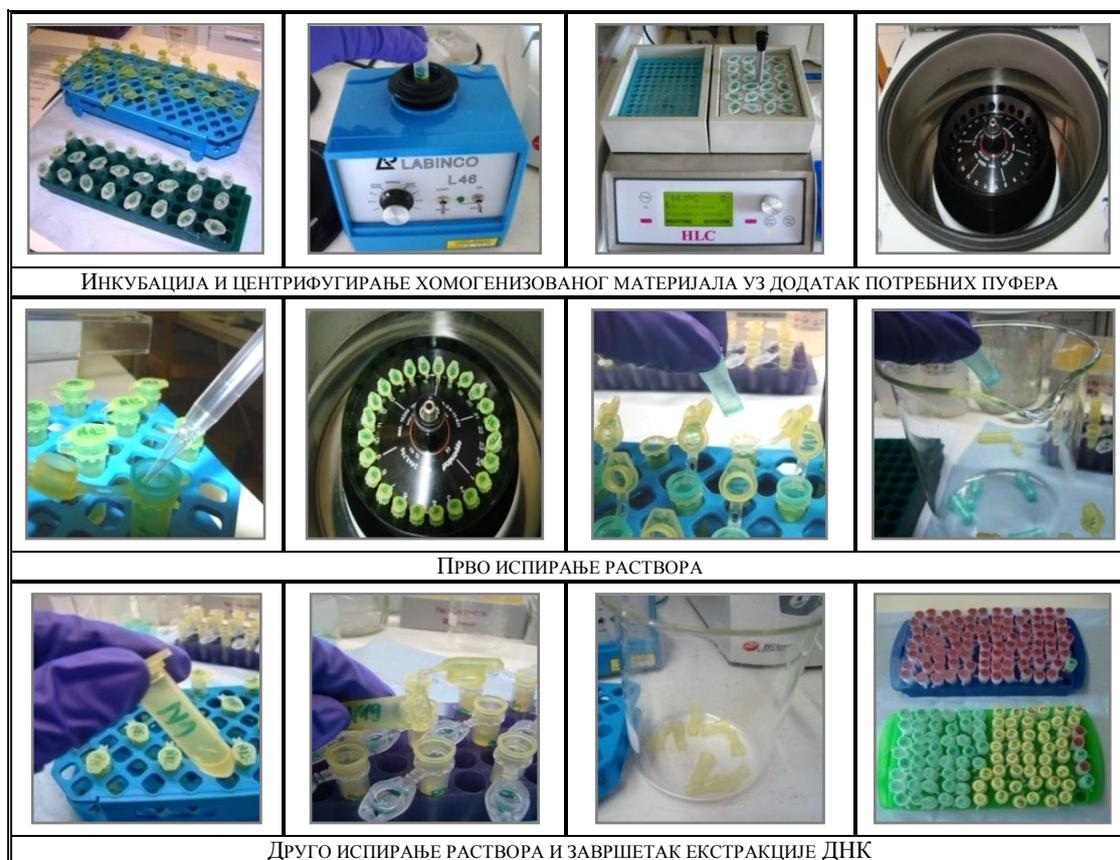 LABINCO
L46
HLC
ИНКУБАЦИЈА И ЦЕНТРИФУГИРАЊЕ ХОМОГЕНИЗОВАНОГ МАТЕРИЈАЛА УЗ ДОДАТАК ПОТРЕБНИХ ПУФЕРА
ПРВО ИСПИРАЊЕ РАСТВОРА
ДРУГО ИСПИРАЊЕ РАСТВОРА И ЗАВРШЕТАК ЕКСТРАКЦИЈЕ ДНК